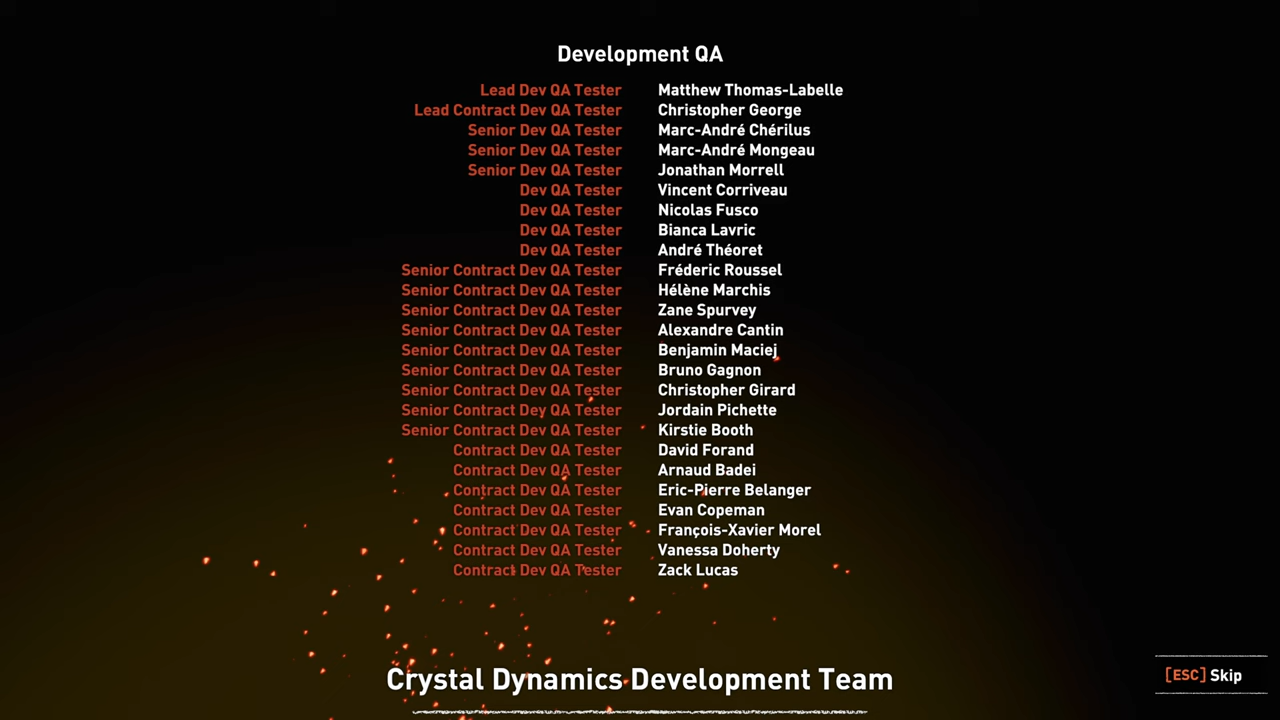 Development QA
Lead Dev QA Tester Matthew Thomas-Labelle
Lead Contract Dev QA Tester Christopher George
Senior Dev QA Tester Marc-André Chérilus
Senior Dev QA Tester Marc-André Mongeau
Senior Dev QA Tester Jonathan Morrell
Dev QA Tester Vincent Corriveau
Dev QA Tester Nicolas Fusco
Dev QA Tester Bianca Lavric
Dev QA Tester André Théoret
Senior Contract Dev QA Tester Fréderic Roussel
Senior Contract Dev QA Tester Hélène Marchis
Senior Contract Dev QA Tester Zane Spurvey
Senior Contract Dev QA Tester Alexandre Cantin
Senior Contract Dev QA Tester Benjamin Maciej
Senior Contract Dev QA Tester Bruno Gagnon
Senior Contract Dev QA Tester Christopher Girard
Senior Contract Dev QA Tester Jordain Pichette
Senior Contract Dev QA Tester Kirstie Booth
Contract Dev QA Tester David Forand
Contract Dev QA Tester Arnaud Badei
Contract Dev QA Tester Eric-Pierre Belanger
Contract Dev QA Tester Evan Copeman
Contract Dev QA Tester François-Xavier Morel
Contract Dev QA Tester Vanessa Doherty
Contract Dev QA Tester Zack Lucas
Crystal Dynamics Development Team
[ESC] Skip